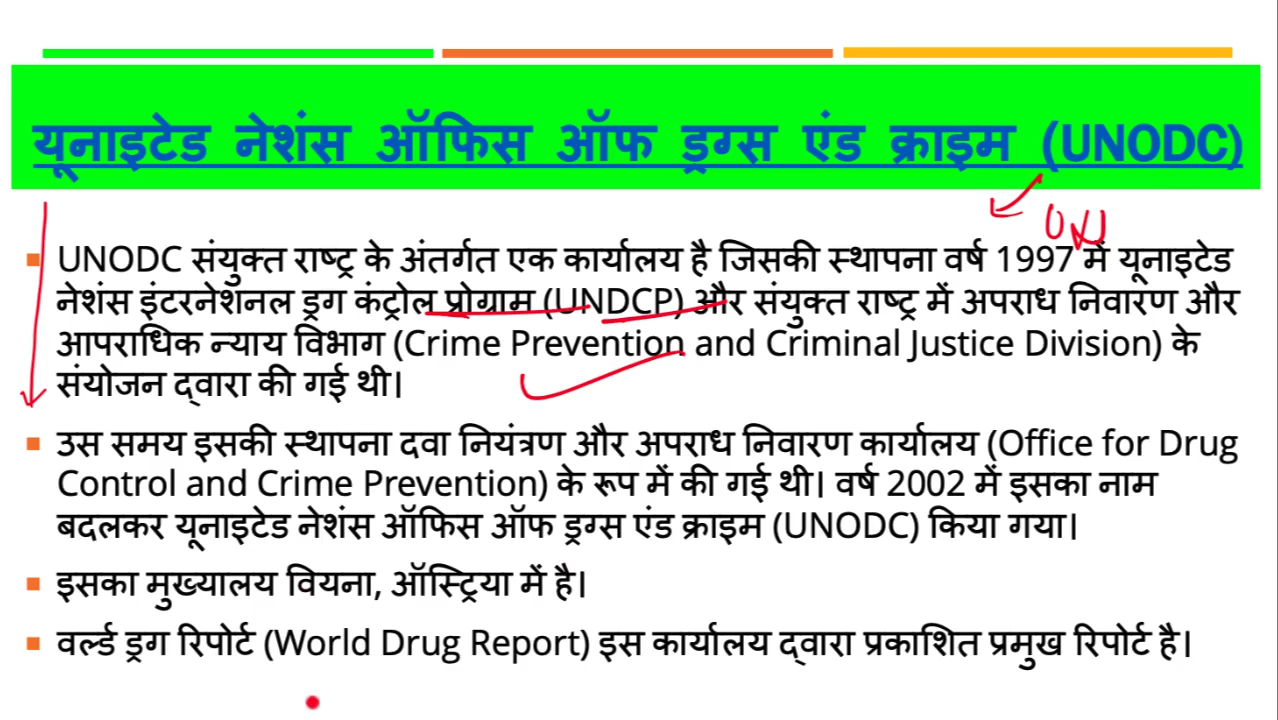 यूनाइटेड नेशंस ऑफिस ऑफ ड्रग्स एंड क्राइम (UNODC)
UNODC संयुक्त राष्ट्र के अंतर्गत एक कार्यालय है जिसकी स्थापना वर्ष 1997 में यूनाइटेड
नेशंस इंटरनेशनल ड्रग कंट्रोल प्रोग्राम (UNDCP) और संयुक्त राष्ट्र में अपराध निवारण और
आपराधिक न्याय विभाग (Crime Prevention and Criminal Justice Division) के
संयोजन द्वारा की गई थी।
उस समय इसकी स्थापना दवा नियंत्रण और अपराध निवारण कार्यालय (Office for Drug
Control and Crime Prevention) के रूप में की गई थी। वर्ष 2002 में इसका नाम
बदलकर यूनाइटेड नेशंस ऑफिस ऑफ ड्रग्स एंड क्राइम (UNODC) किया गया।
इसका मुख्यालय वियना, ऑस्ट्रिया में है।
वर्ल्ड ड्रग रिपोर्ट (World Drug Report) इस कार्यालय द्वारा प्रकाशित प्रमुख रिपोर्ट है।